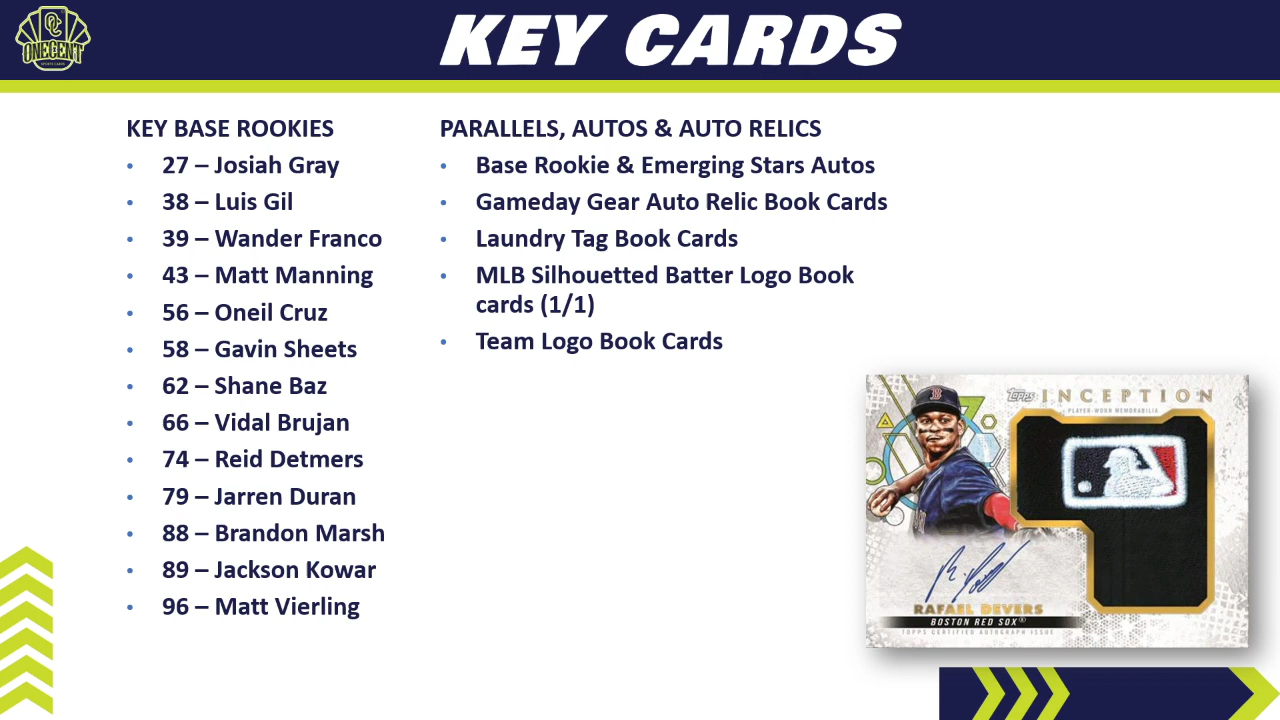 OC
ONECENT
SPORTS CARDS
KEY CARDS
KEY BASE ROOKIES
• 27 – Josiah Gray
• 38 – Luis Gil
• 39 – Wander Franco
• 43 – Matt Manning
• 56 – Oneil Cruz
• 58 – Gavin Sheets
• 62 – Shane Baz
• 66 – Vidal Brujan
• 74 – Reid Detmers
• 79 – Jarren Duran
• 88 – Brandon Marsh
• 89 – Jackson Kowar
• 96 – Matt Vierling
PARALLELS, AUTOS & AUTO RELICS
• Base Rookie & Emerging Stars Autos
• Gameday Gear Auto Relic Book Cards
• Laundry Tag Book Cards
• MLB Silhouetted Batter Logo Book
cards (1/1)
• Team Logo Book Cards
Topps INCEPTION
PLAYER-WORN MEMORABILIA
B
RAFAEL DEVERS
BOSTON RED SOX®
TOPPS CERTIFIED AUTOGRAPH ISSUE